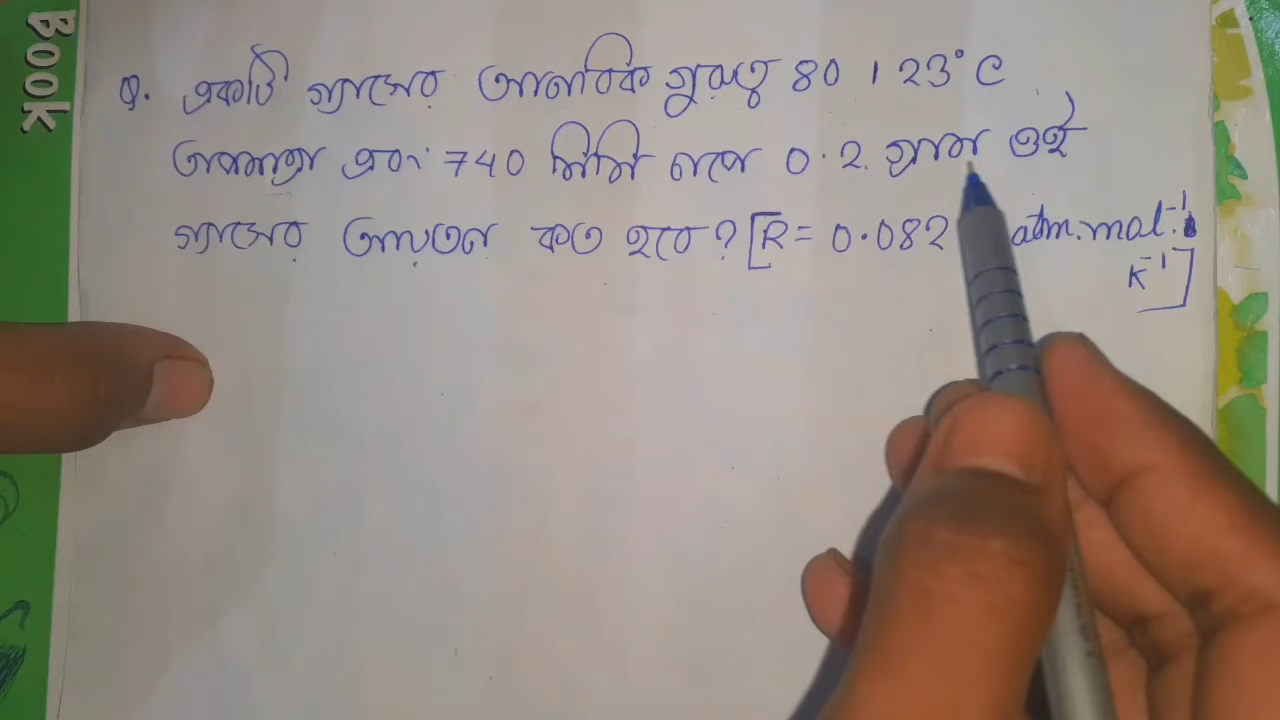 Book
Q. একটি গ্যাসের আনবিক গুরুত্ব 80 । 23°C
তাপমাত্রা এবং 740 মিমি চাপে 0.2 গ্রাম ওই
গ্যাসের আয়তন কত হবে? [R = 0.082 atm.mol⁻¹.
K⁻¹]